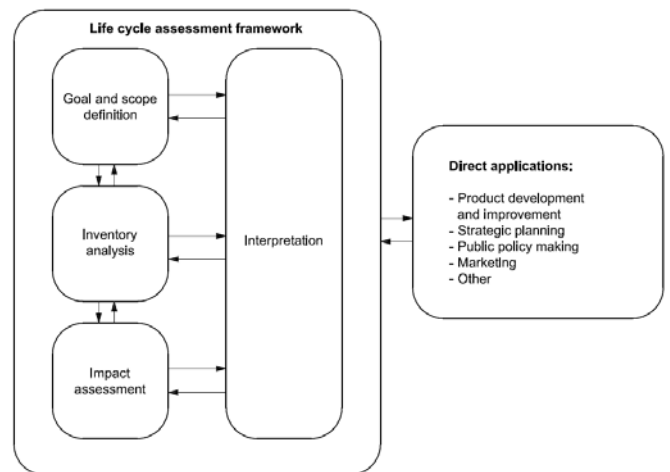 Life cycle assessment framework
Goal and scope
definition
Inventory
analysis
Impact
assessment
Interpretation
Direct applications:
- Product development
and improvement
- Strategic planning
- Public policy making
- Marketing
- Other